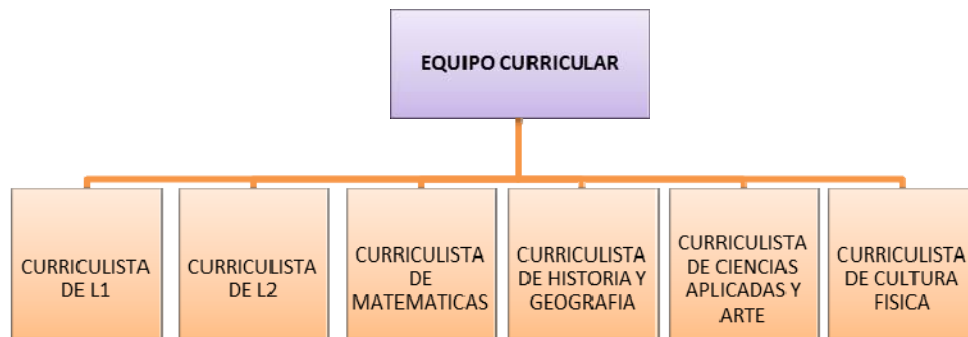 EQUIPO CURRICULAR
CURRICULISTA
DE L1
CURRICULISTA
DE L2
CURRICULISTA
DE
MATEMATICAS
CURRICULISTA
DE HISTORIA Y
GEOGRAFIA
CURRICULISTA
DE CIENCIAS
APLICADAS Y
ARTE
CURRICULISTA
DE CULTURA
FISICA